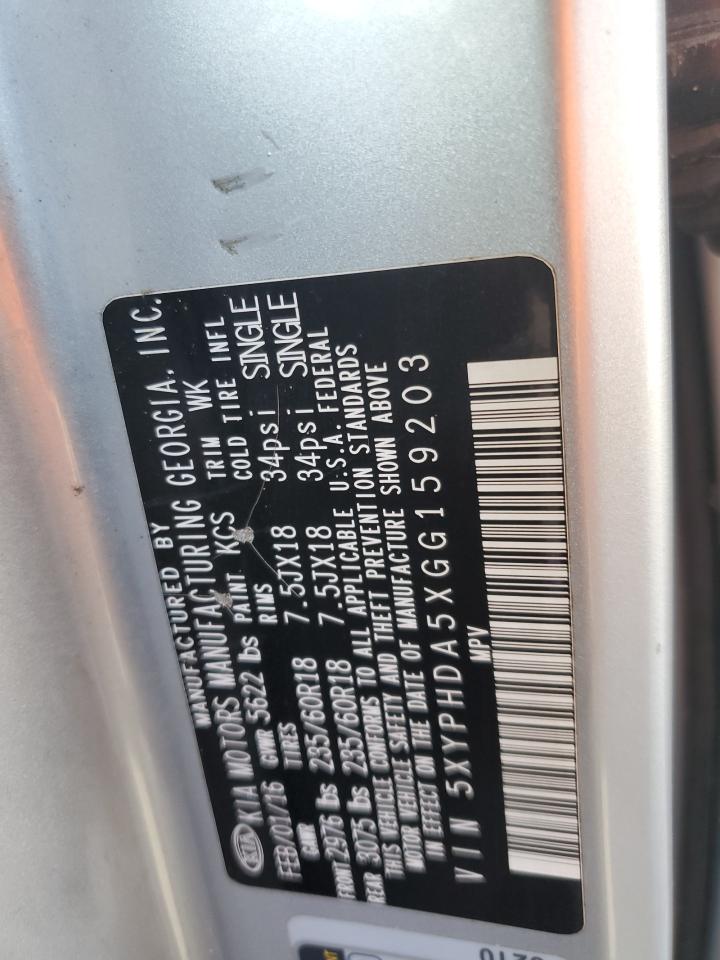 MANUFACTURED BY
KIA KIA MOTORS MANUFACTURING GEORGIA, INC.
FEB/01/16 GVWR 5622 lbs PAINT KCS TRIM WK
GAWR TIRES RIMS COLD TIRE INFL
FRONT 2976 lbs 235/60R18 7.5JX18 34psi SINGLE
REAR 3075 lbs 235/60R18 7.5JX18 34psi SINGLE
THIS VEHICLE CONFORMS TO ALL APPLICABLE U.S.A. FEDERAL
MOTOR VEHICLE SAFETY AND THEFT PREVENTION STANDARDS
IN EFFECT ON THE DATE OF MANUFACTURE SHOWN ABOVE
VIN 5XYPHDA5XGG159203
MPV